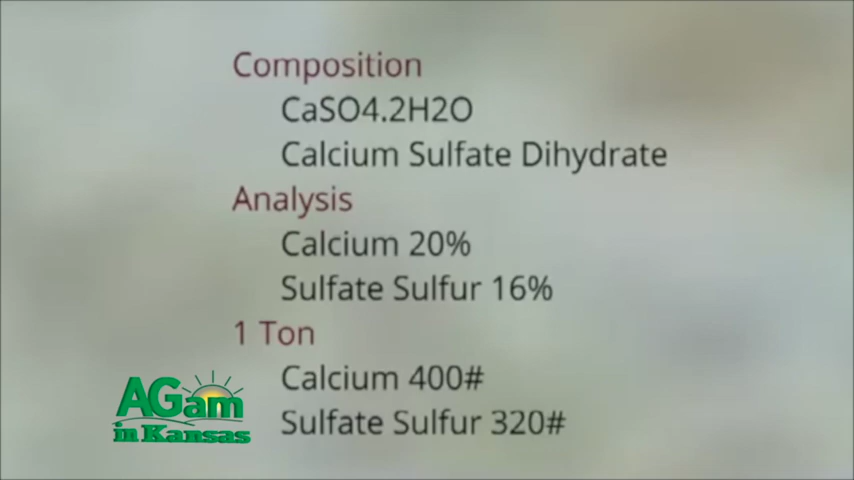 Composition
CaSO4.2H2O
Calcium Sulfate Dihydrate
Analysis
Calcium 20%
Sulfate Sulfur 16%
1 Ton
Calcium 400#
Sulfate Sulfur 320#
AGam
in Kansas